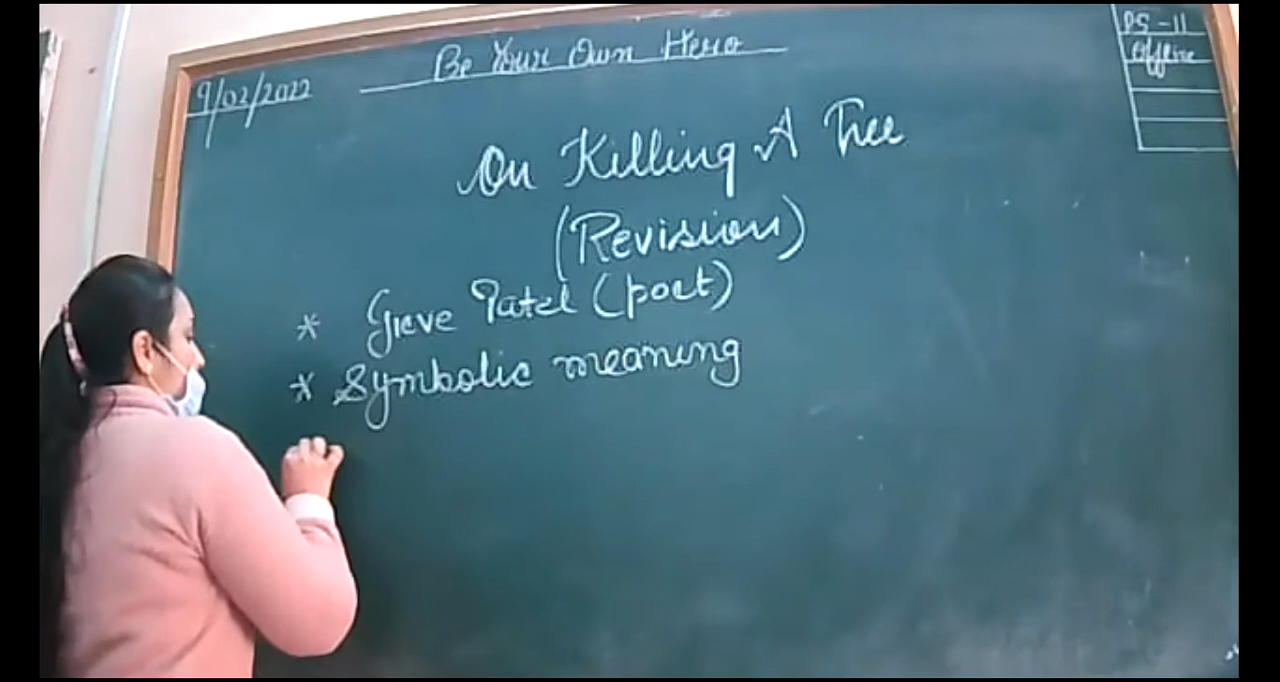 Be Your Own Hero
9/02/2022
PS-11
Offline
On Killing A Tree
(Revision)
* Gieve Patel (poet)
* Symbolic meaning